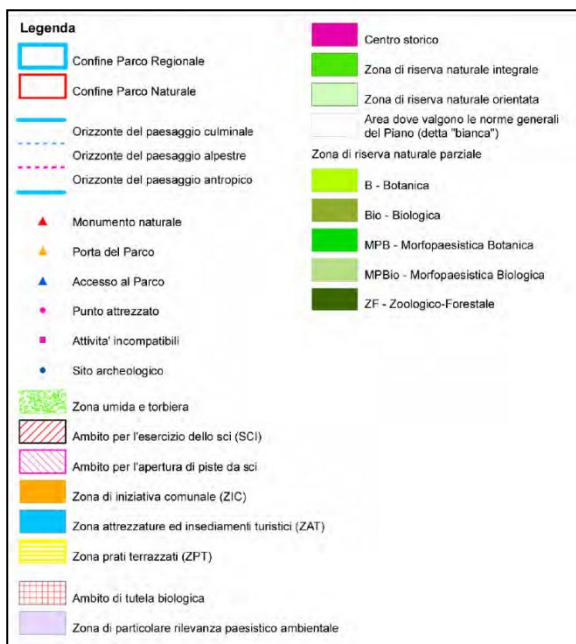 Legenda
Confine Parco Regionale
Confine Parco Naturale
Orizzonte del paesaggio culminale
Orizzonte del paesaggio alpestre
Orizzonte del paesaggio antropico
Monumento naturale
Porta del Parco
Accesso al Parco
Punto attrezzato
Attivita' incompatibili
Sito archeologico
Zona umida e torbiera
Ambito per l'esercizio dello sci (SCI)
Ambito per l'apertura di piste da sci
Zona di iniziativa comunale (ZIC)
Zona attrezzature ed insediamenti turistici (ZAT)
Zona prati terrazzati (ZPT)
Ambito di tutela biologica
Zona di particolare rilevanza paesistico ambientale
Centro storico
Zona di riserva naturale integrale
Zona di riserva naturale orientata
Area dove valgono le norme generali
del Piano (detta "bianca")
Zona di riserva naturale parziale
B - Botanica
Bio - Biologica
MPB - Morfopaesistica Botanica
MPBio - Morfopaesistica Biologica
ZF - Zoologico-Forestale